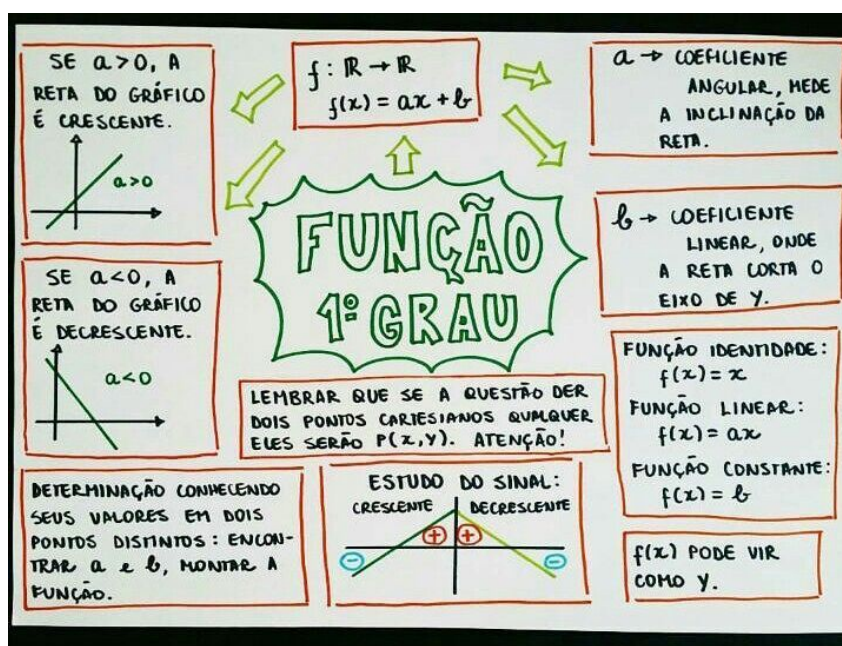 FUNÇÃO
1º GRAU
f: ℝ → ℝ
f(x) = ax + b
SE a>0, A
RETA DO GRÁFICO
É CRESCENTE.
a>0
SE a<0, A
RETA DO GRÁFICO
É DECRESCENTE.
a<0
a → COEFICIENTE
ANGULAR, MEDE
A INCLINAÇÃO DA
RETA.
b → COEFICIENTE
LINEAR, ONDE
A RETA CORTA O
EIXO DE Y.
FUNÇÃO IDENTIDADE:
f(x) = x
FUNÇÃO LINEAR:
f(x) = ax
FUNÇÃO CONSTANTE:
f(x) = b
LEMBRAR QUE SE A QUESTÃO DER
DOIS PONTOS CARTESIANOS QUALQUER
ELES SERÃO P(X,Y). ATENÇÃO!
DETERMINAÇÃO CONHECENDO
SEUS VALORES EM DOIS
PONTOS DISTINTOS: ENCON-
TRAR a e b, MONTAR A
FUNÇÃO.
ESTUDO DO SINAL:
CRESCENTE DECRESCENTE
+ +
- -
f(x) PODE VIR
COMO Y.